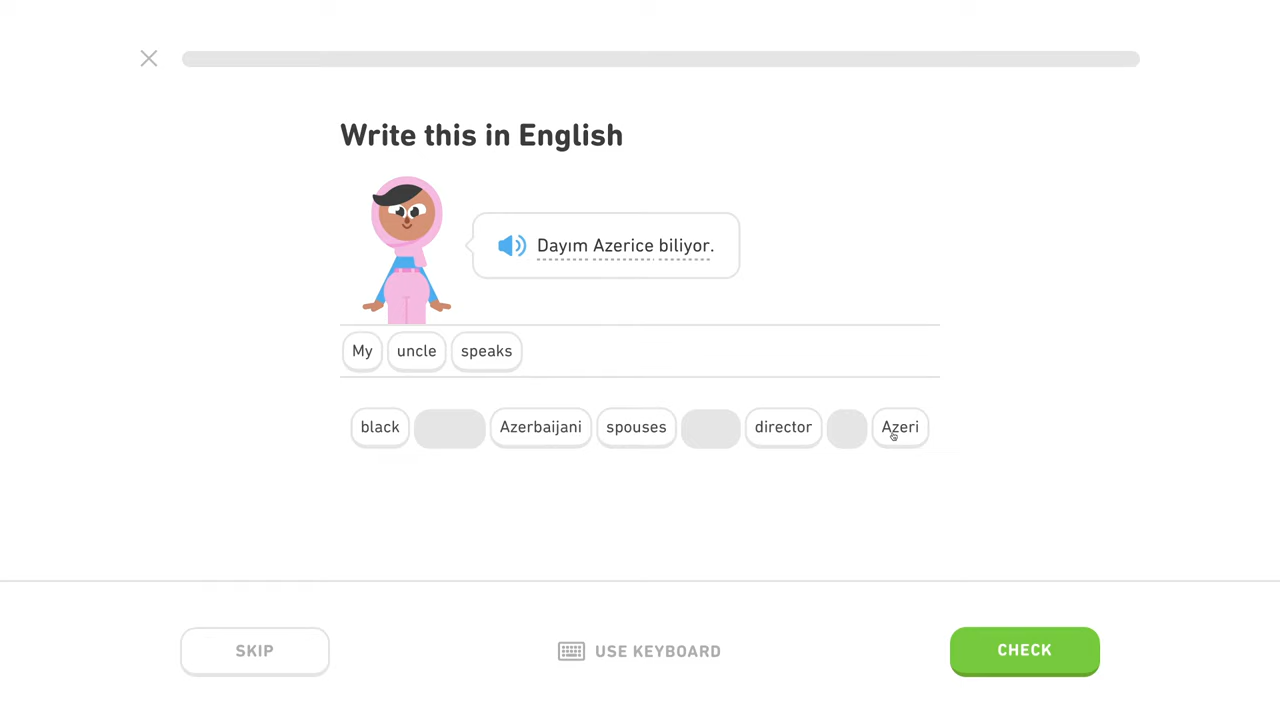 Write this in English
Dayım Azerice biliyor.
My uncle speaks
black Azerbaijani spouses director Azeri
SKIP USE KEYBOARD CHECK